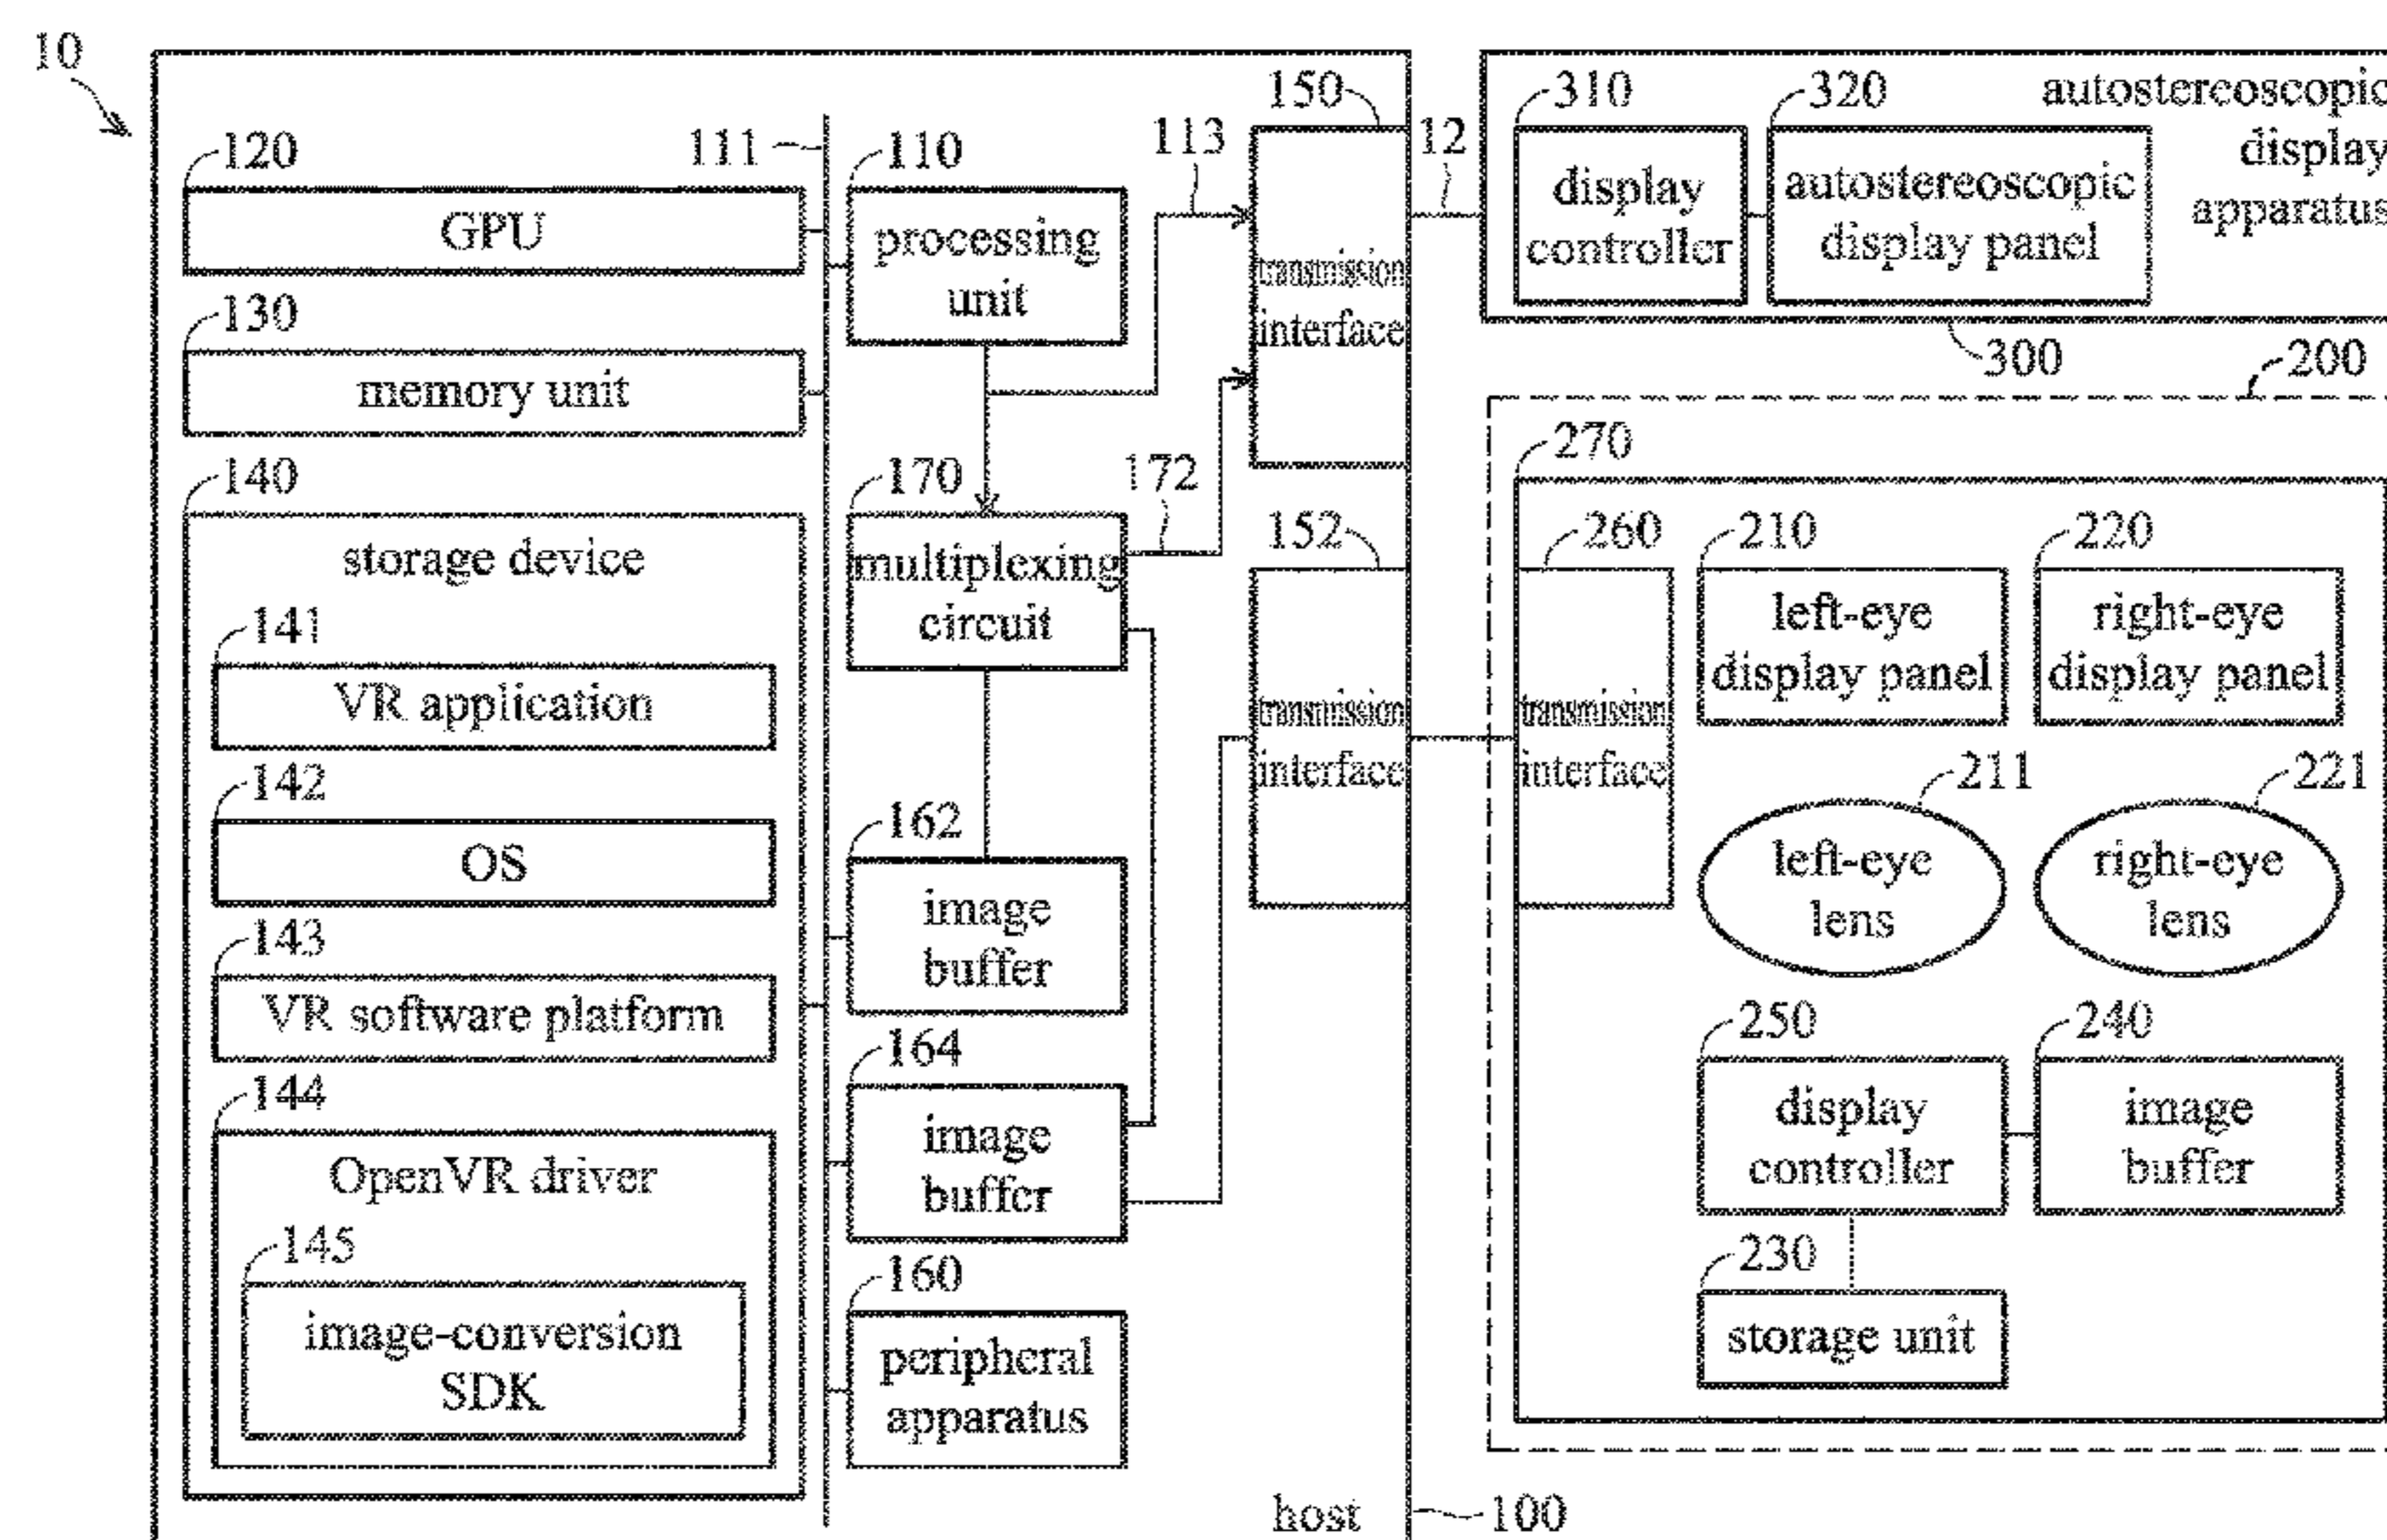 10
120
GPU
130
memory unit
140
storage device
141
VR application
142
OS
143
VR software platform
144
OpenVR driver
145
image-conversion
SDK
111
110
processing
unit
113
170
multiplexing
circuit
172
162
image
buffer
164
image
buffer
160
peripheral
apparatus
150
transmission
interface
152
transmission
interface
host
100
12
310
display
controller
320
autostereoscopic
display panel
autostereoscopic
display
apparatus
300
200
270
260
transmission
interface
210
left-eye
display panel
220
right-eye
display panel
211
left-eye
lens
221
right-eye
lens
250
display
controller
240
image
buffer
230
storage unit